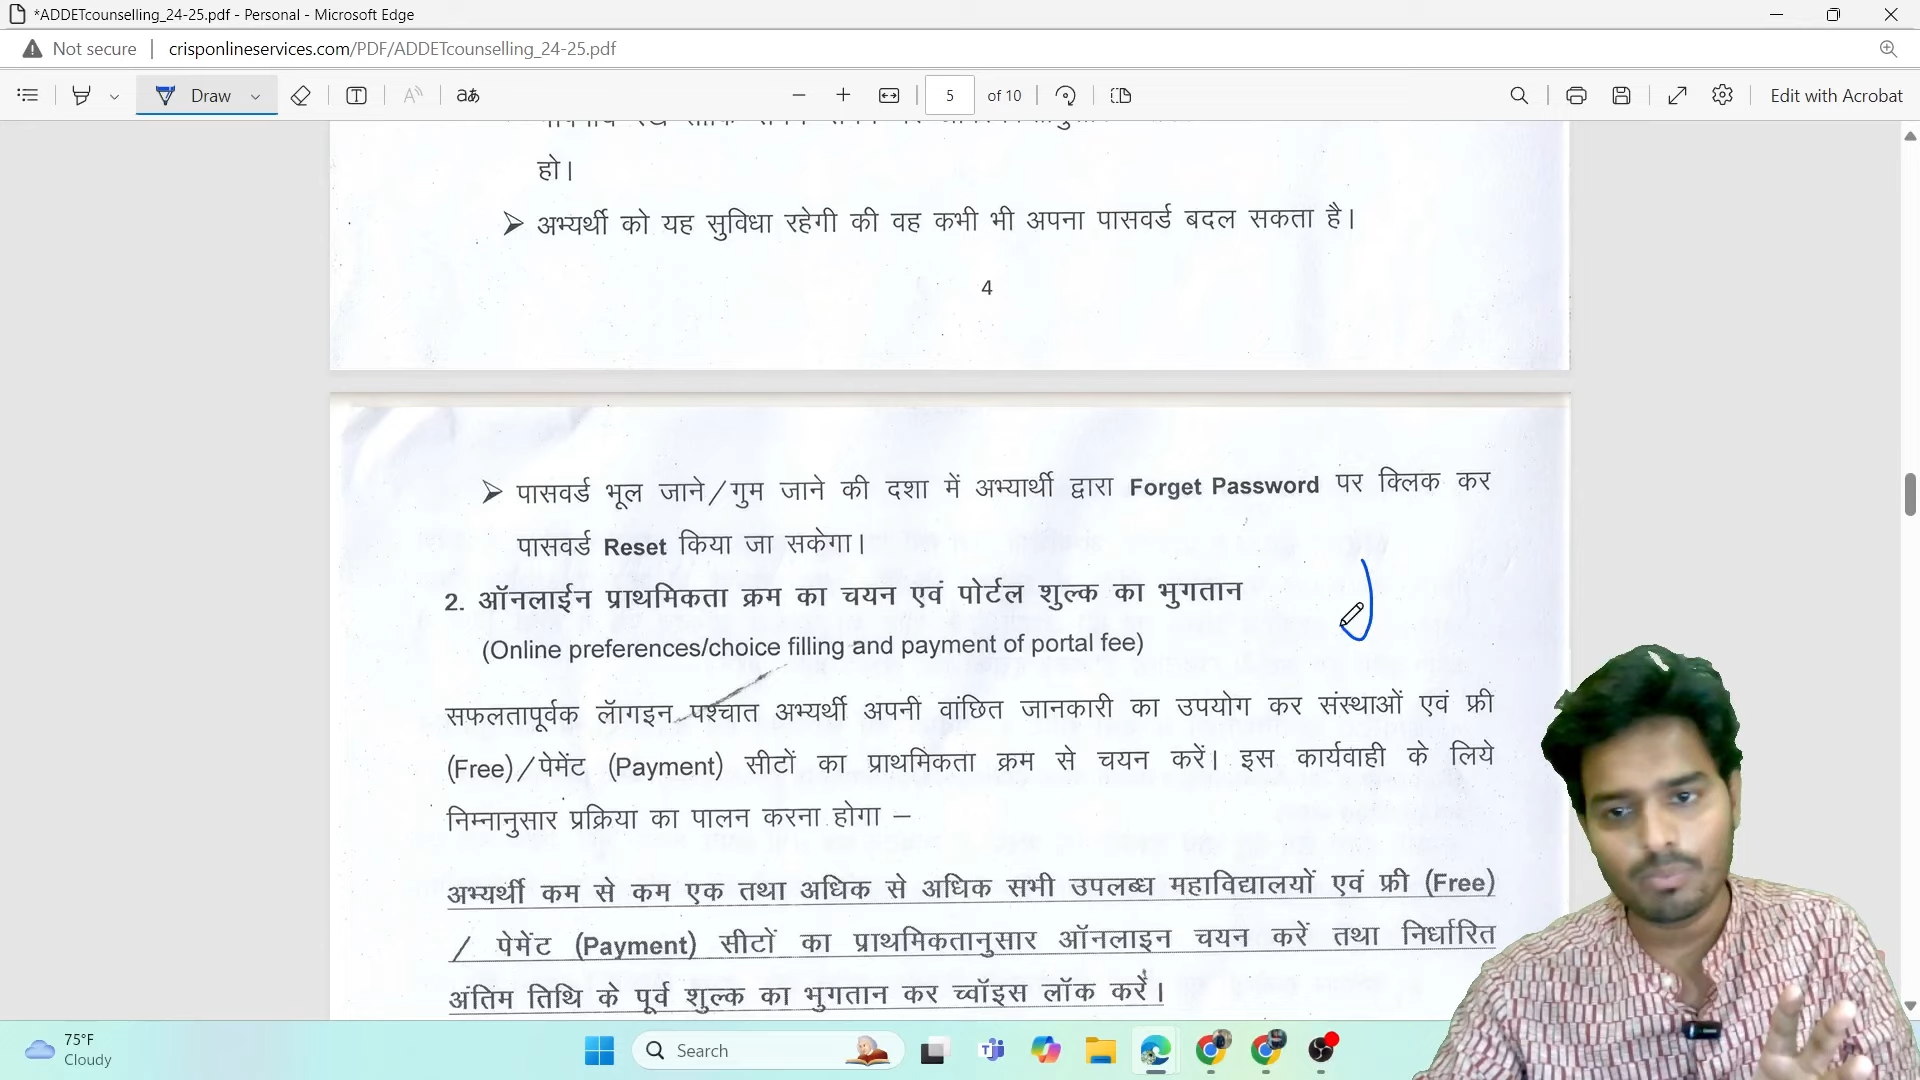 *ADDETcounselling_24-25.pdf - Personal - Microsoft Edge
Not secure | crisponlineservices.com/PDF/ADDETcounselling_24-25.pdf
Draw
T
aあ
5 of 10
Edit with Acrobat
हो।
➢ अभ्यर्थी को यह सुविधा रहेगी की वह कभी भी अपना पासवर्ड बदल सकता है।
4
➢ पासवर्ड भूल जाने/गुम जाने की दशा में अभ्यार्थी द्वारा Forget Password पर क्लिक कर
पासवर्ड Reset किया जा सकेगा।
2. ऑनलाईन प्राथमिकता क्रम का चयन एवं पोर्टल शुल्क का भुगतान
(Online preferences/choice filling and payment of portal fee)
सफलतापूर्वक लॅागइन पश्चात अभ्यर्थी अपनी वांछित जानकारी का उपयोग कर संस्थाओं एवं फ्री
(Free)/पेमेंट (Payment) सीटों का प्राथमिकता क्रम से चयन करें। इस कार्यवाही के लिये
निम्नानुसार प्रक्रिया का पालन करना होगा –
अभ्यर्थी कम से कम एक तथा अधिक से अधिक सभी उपलब्ध महाविद्यालयों एवं फ्री (Free)
/ पेमेंट (Payment) सीटों का प्राथमिकतानुसार ऑनलाइन चयन करें तथा निर्धारित
अंतिम तिथि के पूर्व शुल्क का भुगतान कर च्वॉइस लॉक करें।
75°F
Cloudy
Search